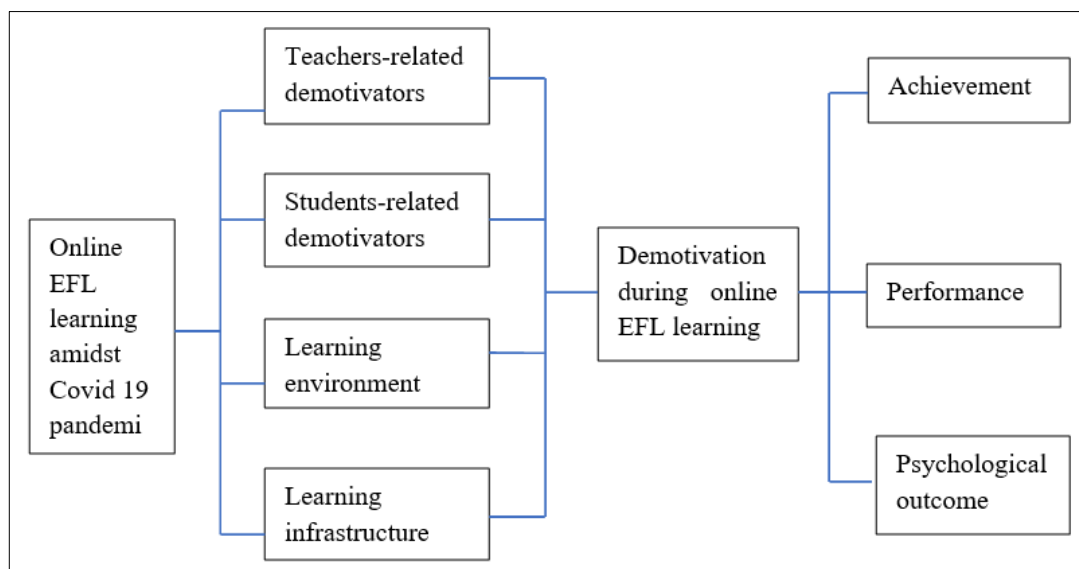 Online
EFL
learning
amidst
Covid 19
pandemi
Teachers-related
demotivators
Students-related
demotivators
Learning
environment
Learning
infrastructure
Demotivation
during online
EFL learning
Achievement
Performance
Psychological
outcome